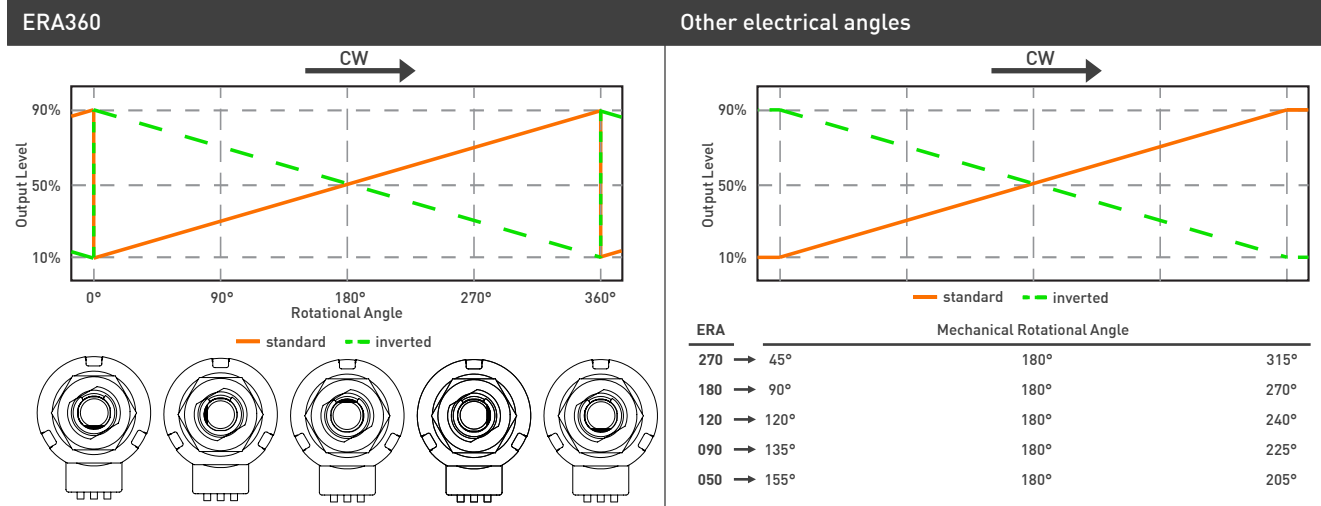 ERA360
CW
90%
50%
10%
Output Level
0° 90° 180° 270° 360°
Rotational Angle
standard inverted
Other electrical angles
CW
90%
50%
10%
Output Level
standard inverted
ERA Mechanical Rotational Angle
270 → 45° 180° 315°
180 → 90° 180° 270°
120 → 120° 180° 240°
090 → 135° 180° 225°
050 → 155° 180° 205°